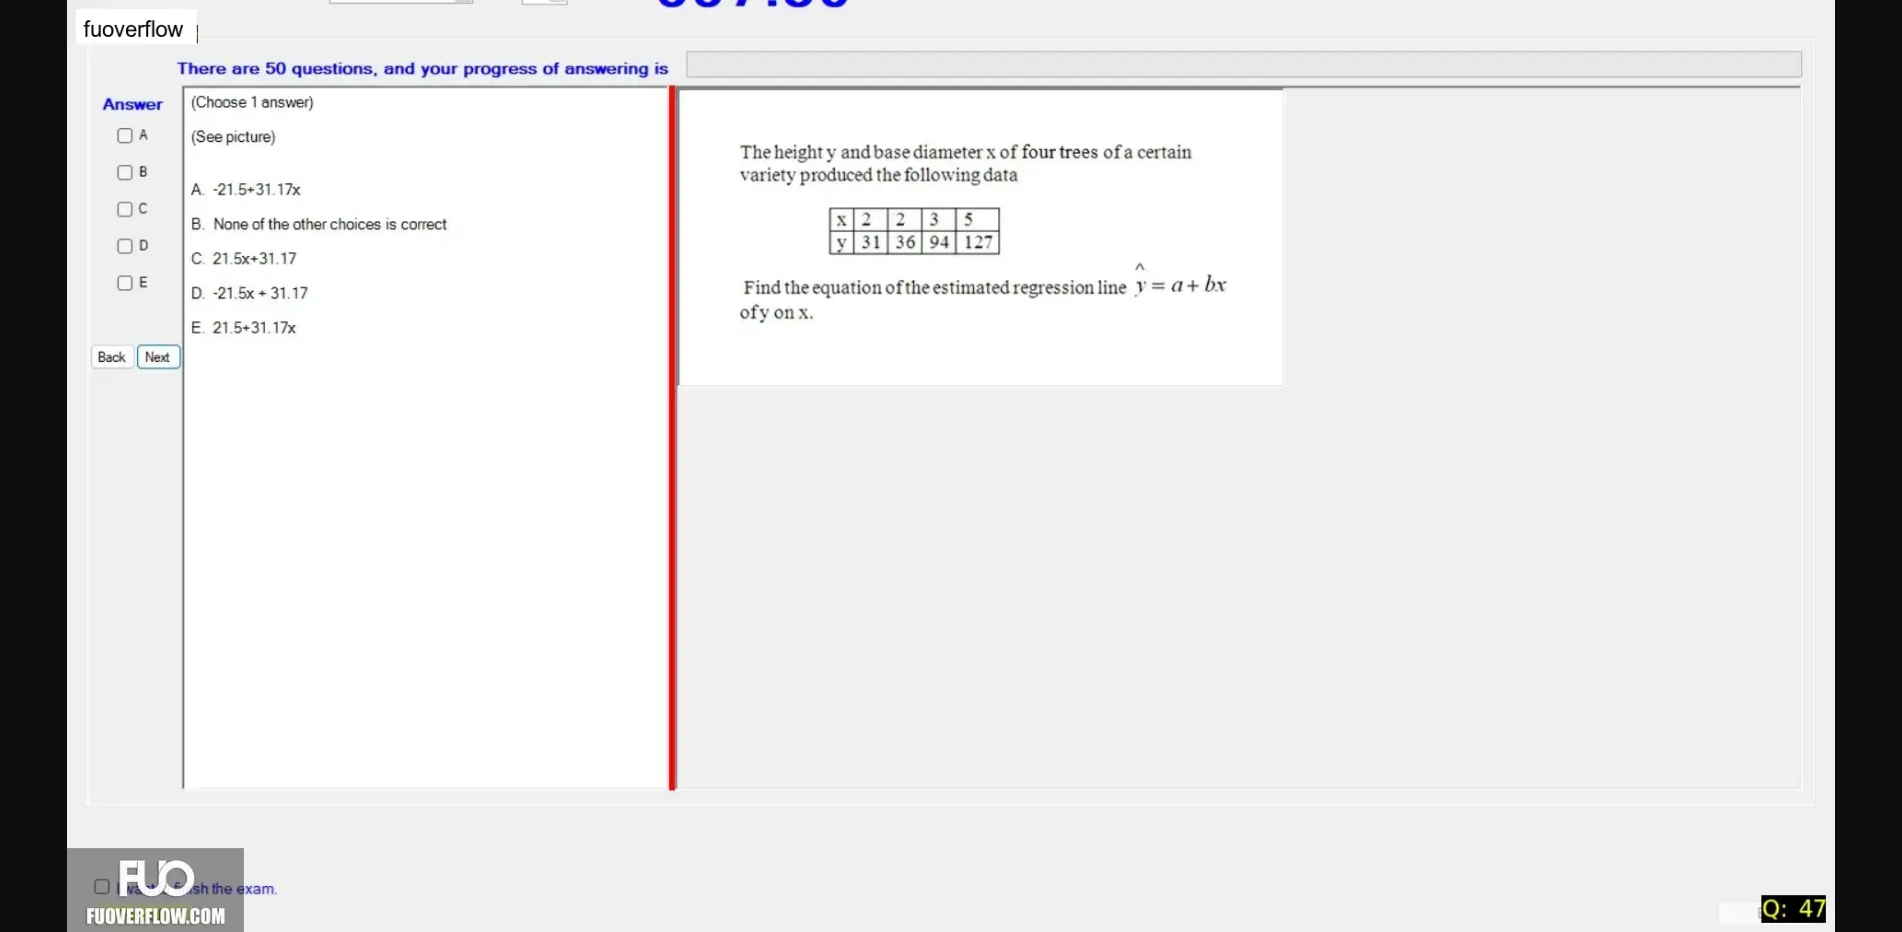 fuoverflow
There are 50 questions, and your progress of answering is
Answer
A
B
C
D
E
Back Next
(Choose 1 answer)
(See picture)
A. -21.5+31.17x
B. None of the other choices is correct
C. 21.5x+31.17
D. -21.5x + 31.17
E. 21.5+31.17x
The height y and base diameter x of four trees of a certain
variety produced the following data
x 2 2 3 5
y 31 36 94 127
Find the equation of the estimated regression line ŷ = a + bx
of y on x.
FUO
sh the exam.
FUOVERFLOW.COM
Q: 47